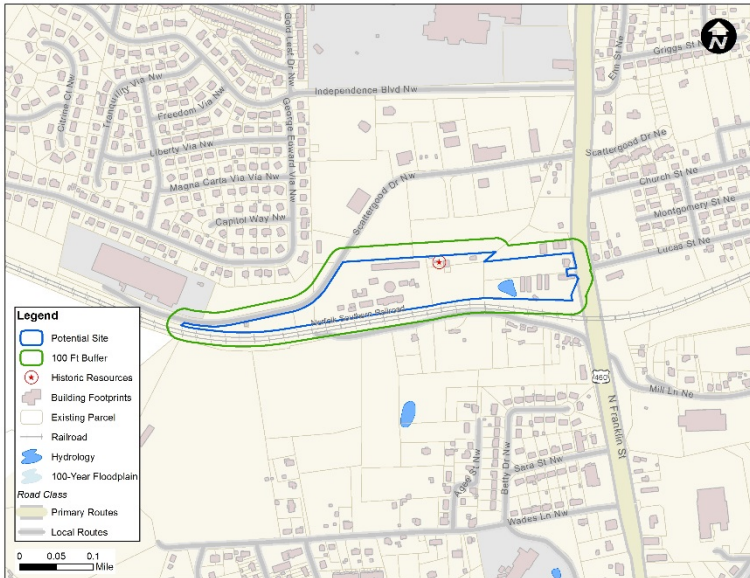 Gold Leaf Dr NW
N
Erin St Ne
Griggs St Ne
Citrine Ct Nw
Tranquility Via Nw
Freedom Via Nw
Independence Blvd Nw
George Edward Via Nw
Liberty Via Nw
Scattergood Dr Ne
Magna Carta Via Via Nw
Church St Ne
Scattergood Dr Nw
Montgomery St Ne
Capitol Way Nw
Lucas St Ne
Norfolk Southern Railroad
Legend
Potential Site
100 Ft Buffer
Historic Resources
Building Footprints
Existing Parcel
Railroad
Hydrology
100-Year Floodplain
Road Class
Primary Routes
Local Routes
0 0.05 0.1
Mile
460
Mill Ln Ne
N Franklin St
Agee St Nw
Betty Dr Nw
Sara St Nw
Wades Ln Nw